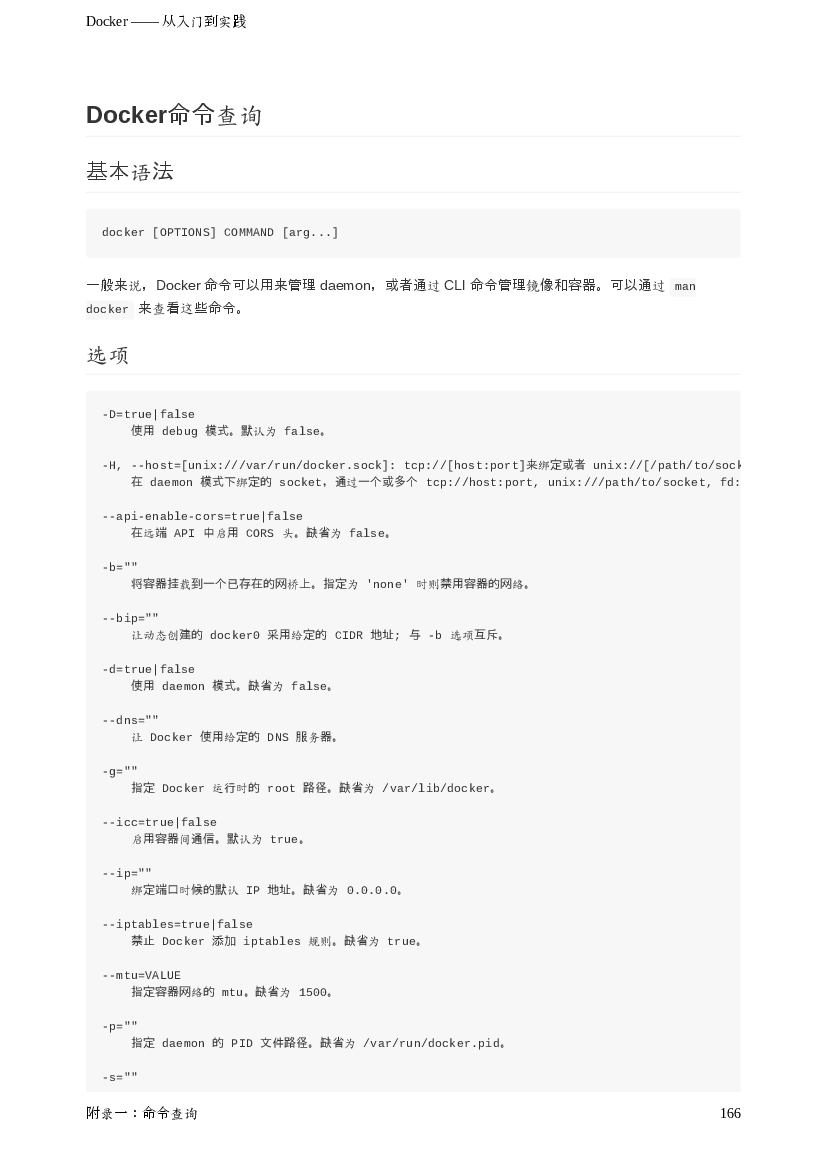 Docker —— 从入门到实践
Docker命令查询
基本语法
docker [OPTIONS] COMMAND [arg...]
一般来说，Docker 命令可以用来管理 daemon，或者通过 CLI 命令管理镜像和容器。可以通过 man
docker 来查看这些命令。
选项
-D=true|false
    使用 debug 模式。默认为 false。
-H, --host=[unix:///var/run/docker.sock]: tcp://[host:port]来绑定或者 unix://[/path/to/sock
    在 daemon 模式下绑定的 socket，通过一个或多个 tcp://host:port, unix:///path/to/socket, fd:
--api-enable-cors=true|false
    在远端 API 中启用 CORS 头。缺省为 false。
-b=""
    将容器挂载到一个已存在的网桥上。指定为 'none' 时则禁用容器的网络。
--bip=""
    让动态创建的 docker0 采用给定的 CIDR 地址; 与 -b 选项互斥。
-d=true|false
    使用 daemon 模式。缺省为 false。
--dns=""
    让 Docker 使用给定的 DNS 服务器。
-g=""
    指定 Docker 运行时的 root 路径。缺省为 /var/lib/docker。
--icc=true|false
    启用容器间通信。默认为 true。
--ip=""
    绑定端口时候的默认 IP 地址。缺省为 0.0.0.0。
--iptables=true|false
    禁止 Docker 添加 iptables 规则。缺省为 true。
--mtu=VALUE
    指定容器网络的 mtu。缺省为 1500。
-p=""
    指定 daemon 的 PID 文件路径。缺省为 /var/run/docker.pid。
-s=""
附录一：命令查询 166